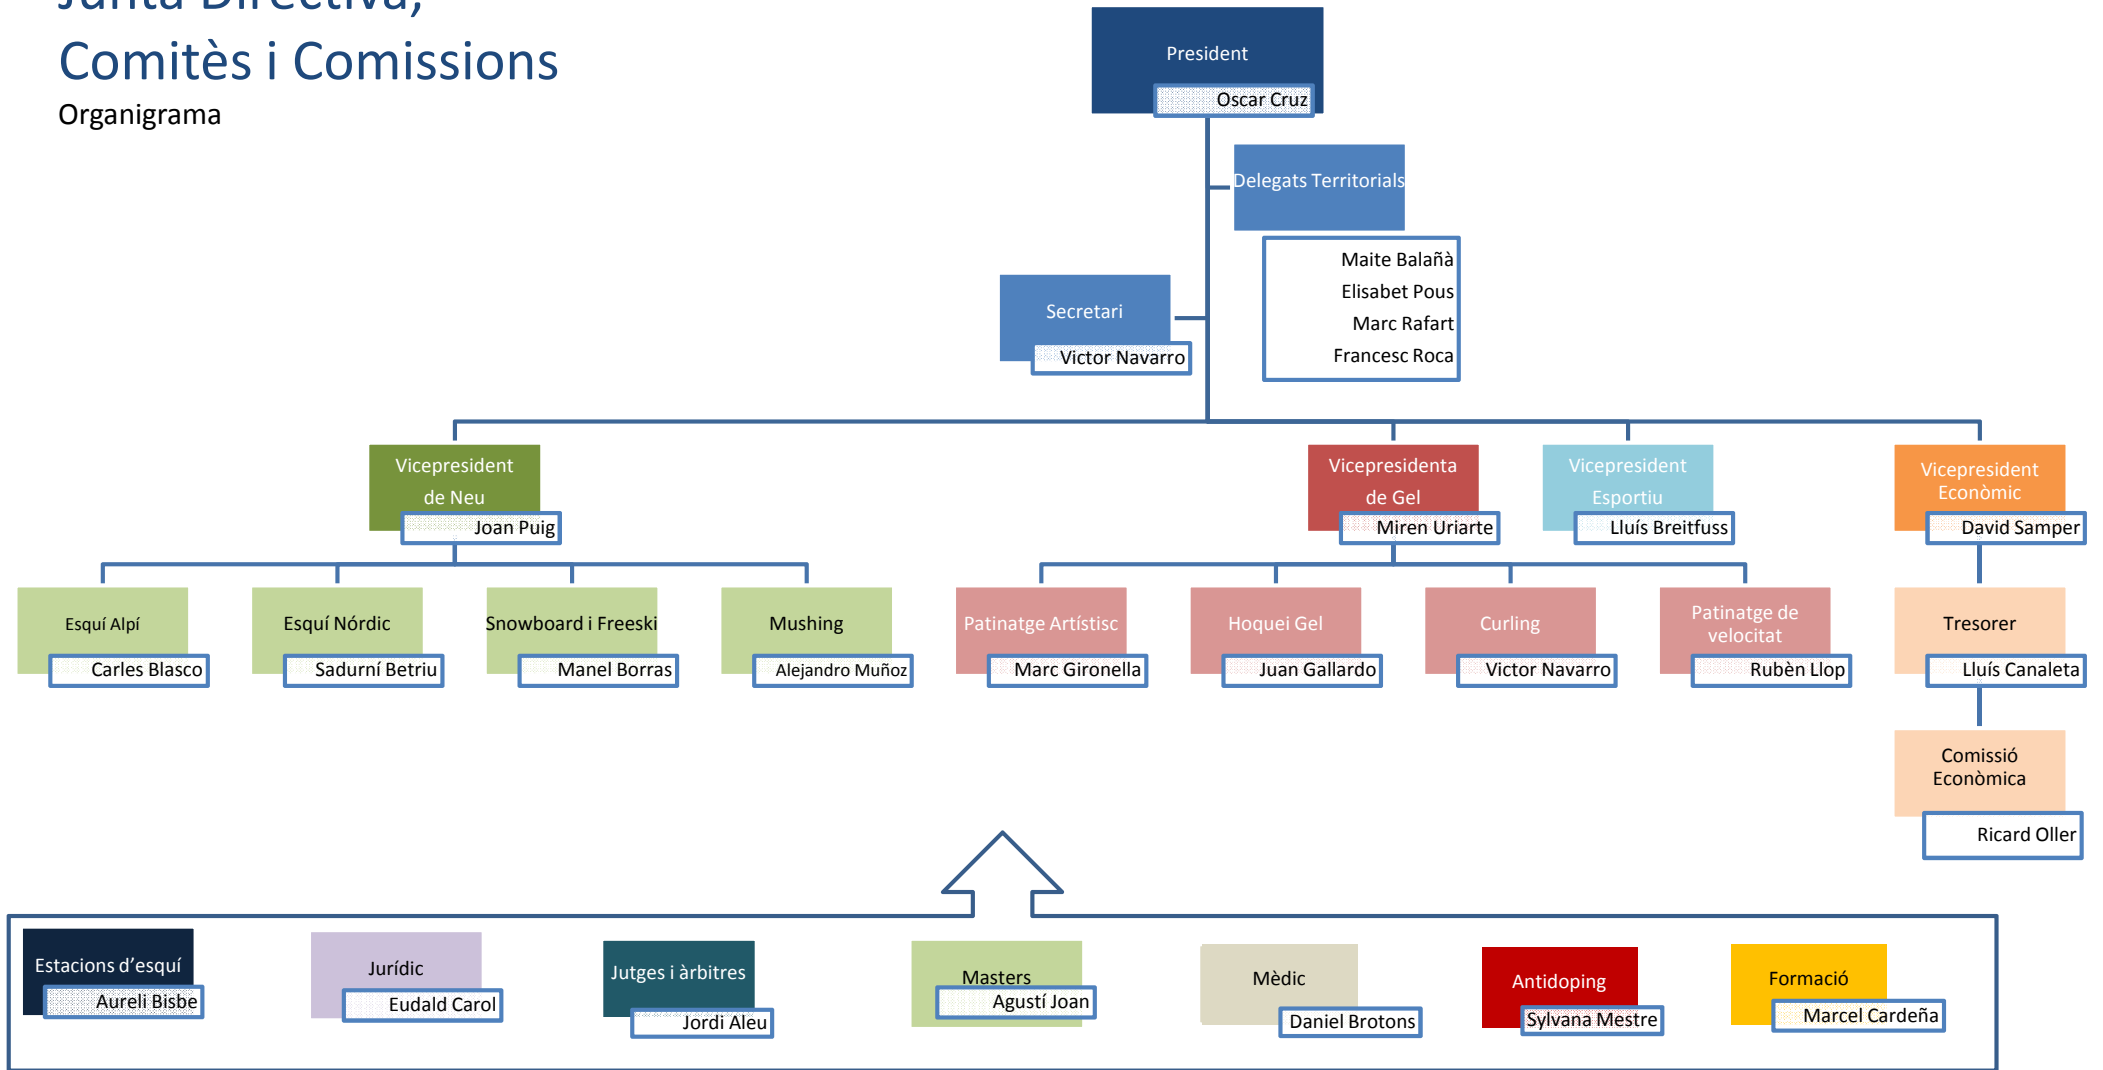 Junta Directiva,
Comitès i Comissions
Organigrama
President
Oscar Cruz
Delegats Territorials
Maite Balañà
Elisabet Pous
Marc Rafart
Francesc Roca
Secretari
Victor Navarro
Vicepresident
de Neu
Joan Puig
Vicepresidenta
de Gel
Miren Uriarte
Vicepresident
Esportiu
Lluís Breitfuss
Vicepresident
Econòmic
David Samper
Esquí Alpí
Carles Blasco
Esquí Nórdic
Sadurní Betriu
Snowboard i Freeski
Manel Borras
Mushing
Alejandro Muñoz
Patinatge Artístisc
Marc Gironella
Hoquei Gel
Juan Gallardo
Curling
Victor Navarro
Patinatge de
velocitat
Rubèn Llop
Tresorer
Lluís Canaleta
Comissió
Econòmica
Ricard Oller
Estacions d'esquí
Aureli Bisbe
Jurídic
Eudald Carol
Jutges i àrbitres
Jordi Aleu
Masters
Agustí Joan
Mèdic
Daniel Brotons
Antidoping
Sylvana Mestre
Formació
Marcel Cardeña